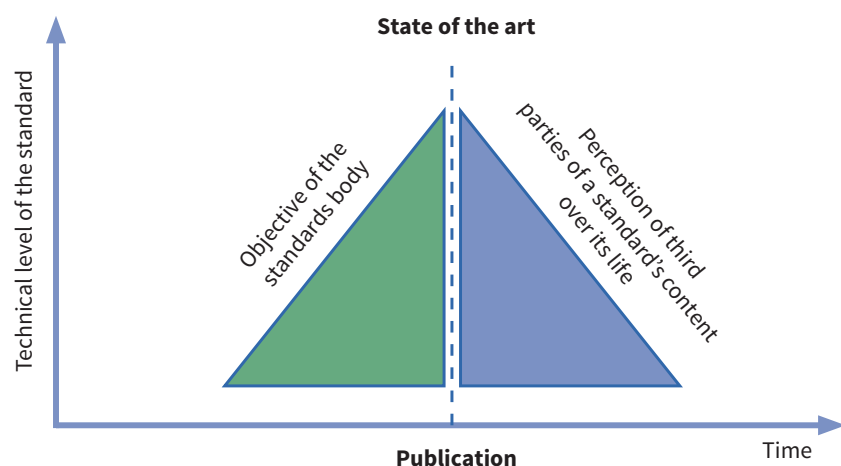 State of the art
Technical level of the standard
Objective of the
standards body
Perception of third
parties of a standard's content
over its life
Publication
Time